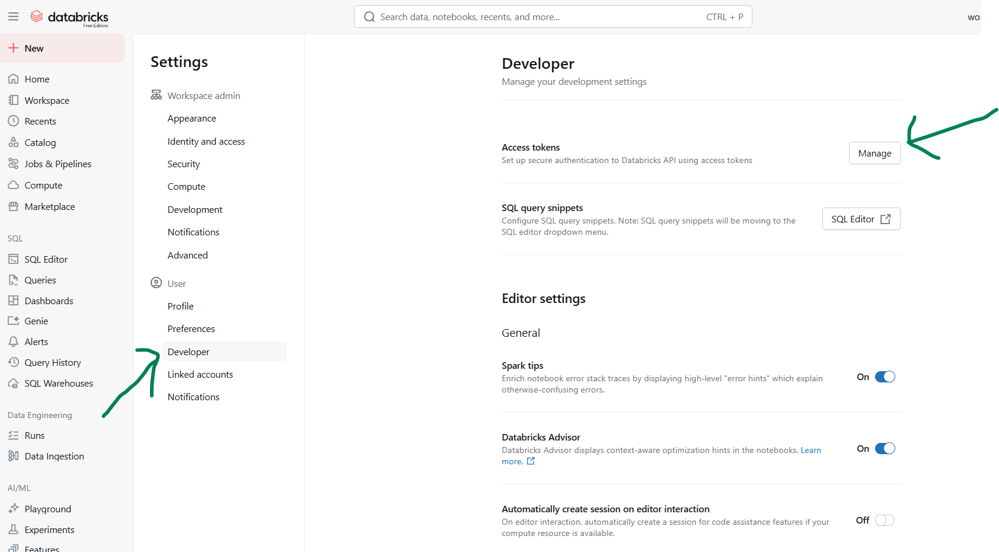 databricks
Free Edition
Search data, notebooks, recents, and more...
CTRL + P
New
Home
Workspace
Recents
Catalog
Jobs & Pipelines
Compute
Marketplace
SQL
SQL Editor
Queries
Dashboards
Genie
Alerts
Query History
SQL Warehouses
Data Engineering
Runs
Data Ingestion
AI/ML
Playground
Experiments
Features
Settings
Workspace admin
Appearance
Identity and access
Security
Compute
Development
Notifications
Advanced
User
Profile
Preferences
Developer
Linked accounts
Notifications
Developer
Manage your development settings
Access tokens
Set up secure authentication to Databricks API using access tokens
Manage
SQL query snippets
Configure SQL query snippets. Note: SQL query snippets will be moving to the
SQL editor dropdown menu.
SQL Editor
Editor settings
General
Spark tips
Enrich notebook error stack traces by displaying high-level "error hints" which explain
otherwise-confusing errors.
On
Databricks Advisor
Databricks Advisor displays context-aware optimization hints in the notebooks. Learn
more.
On
Automatically create session on editor interaction
On editor interaction, automatically create a session for code assistance features if your
compute resource is available.
Off